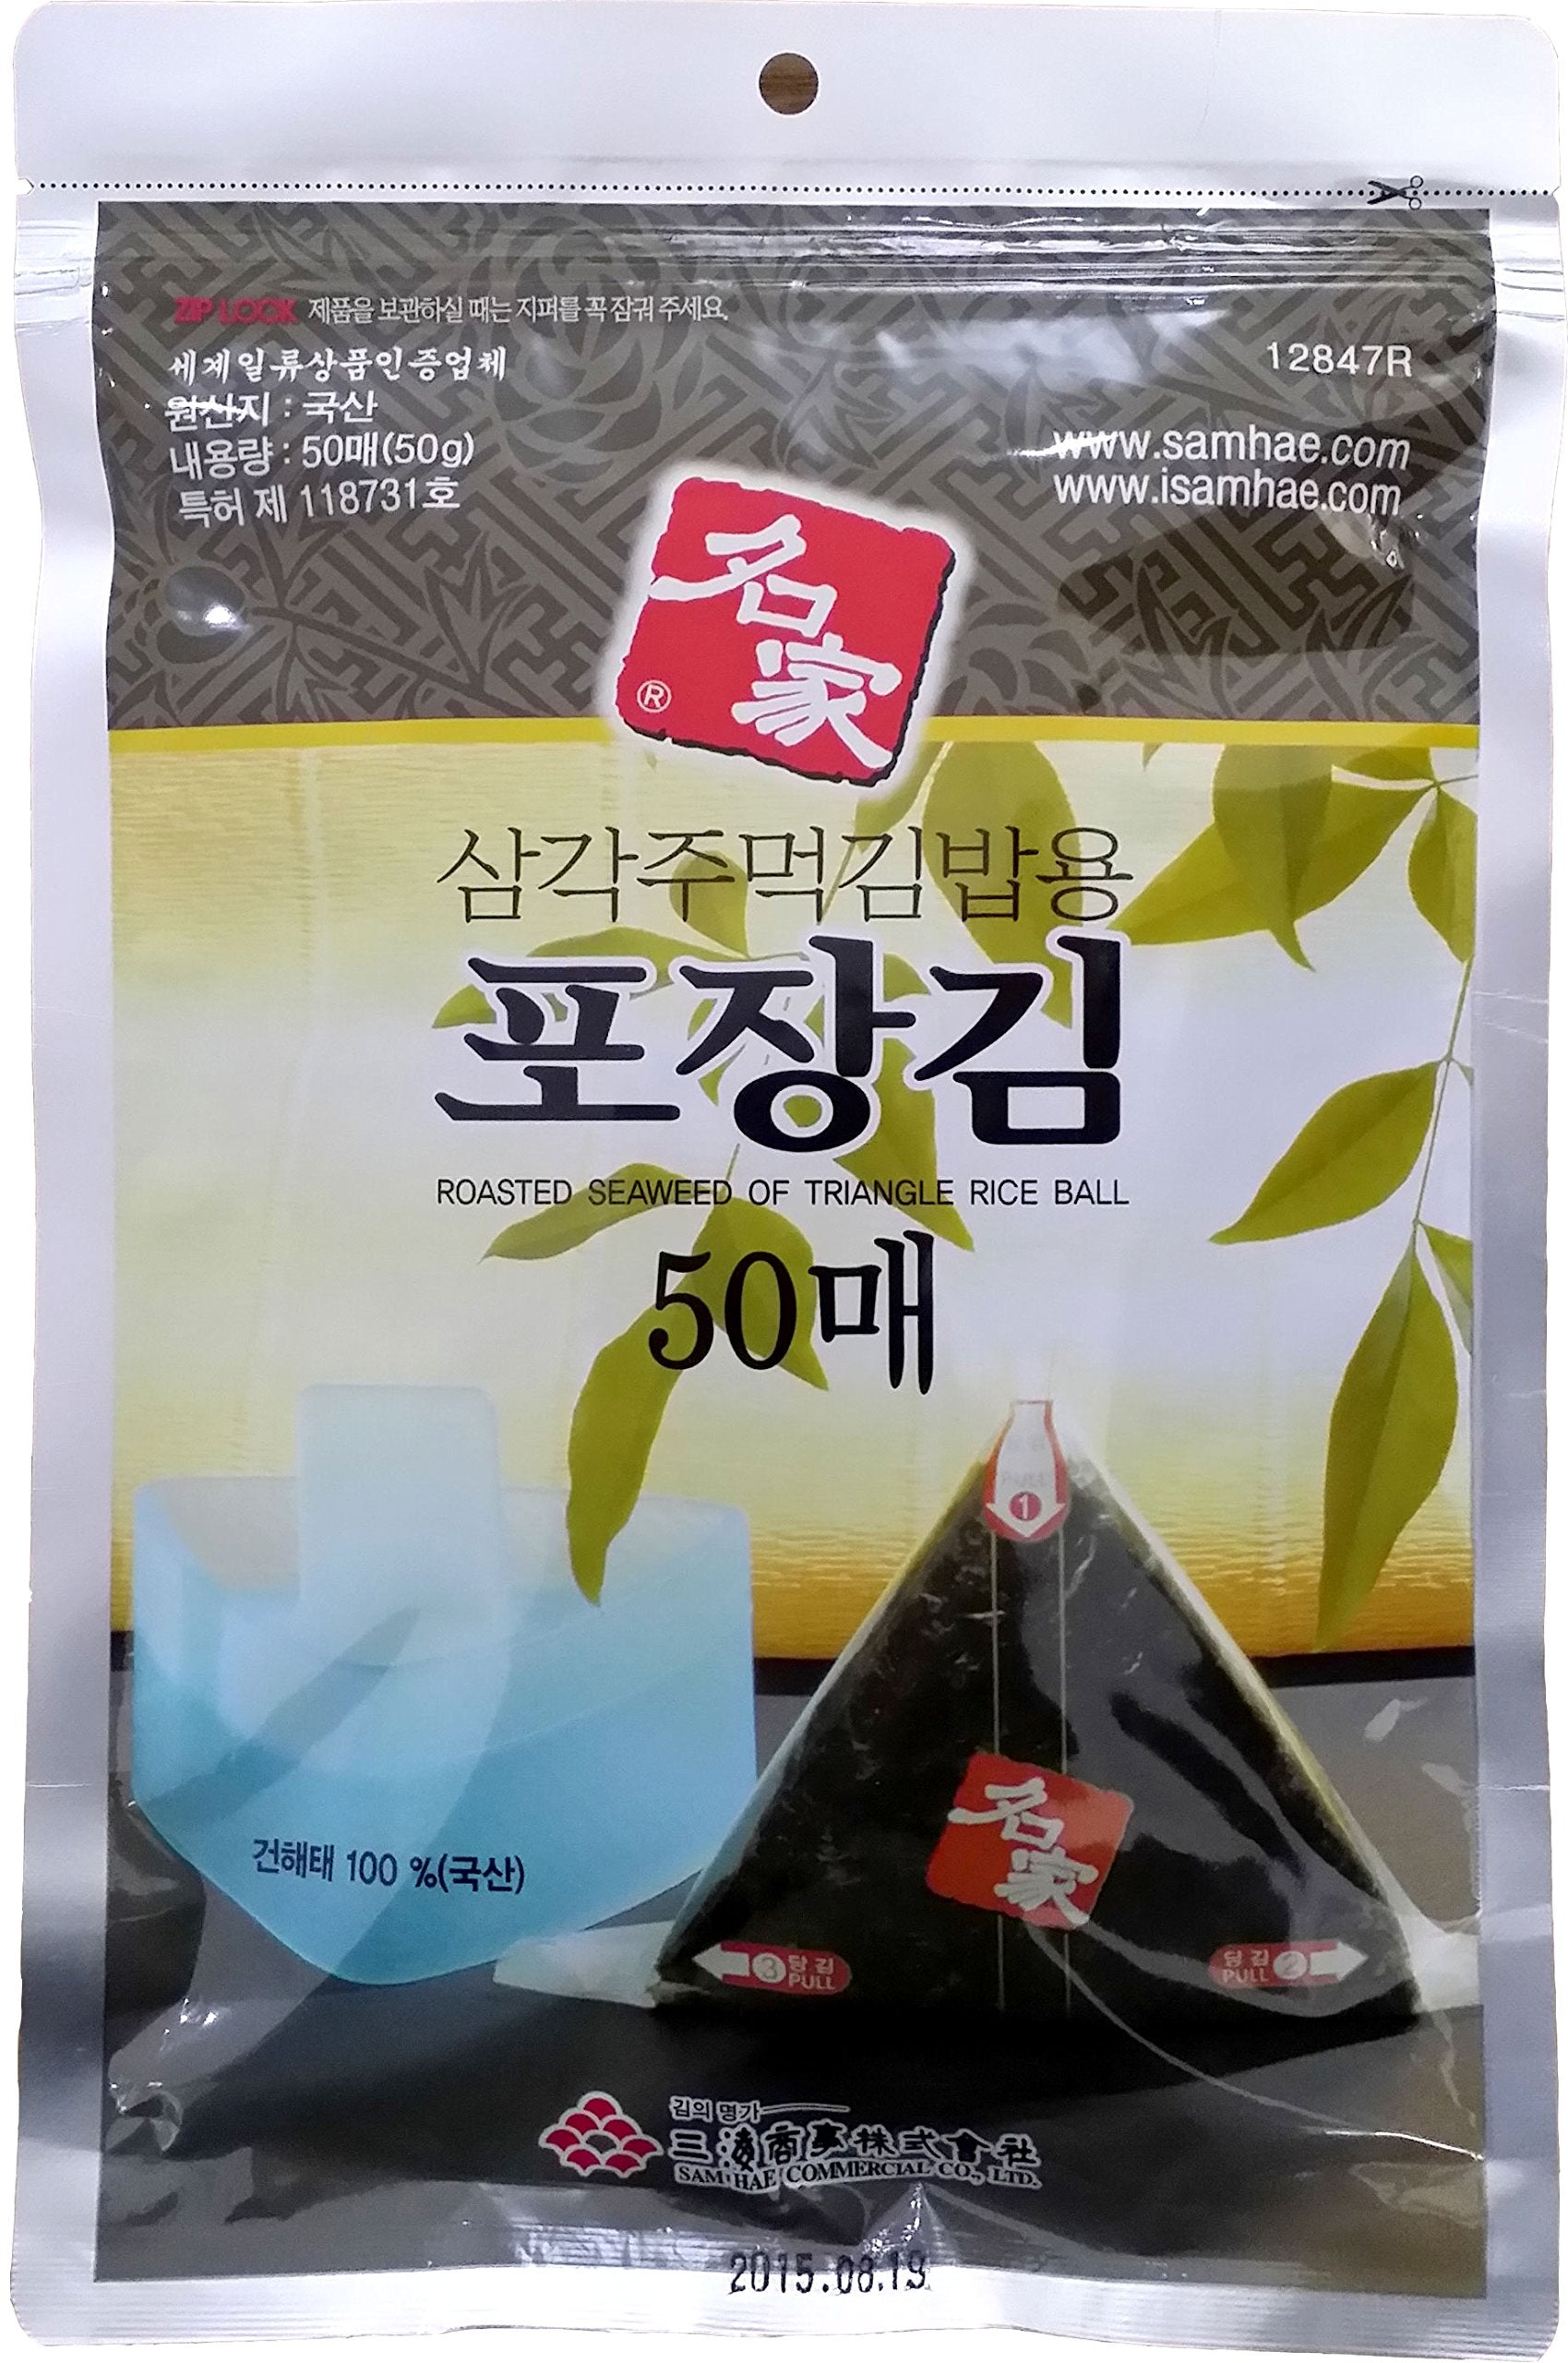 ZIP LOCK 제품을 보관하실 때는 지퍼를 꼭 잠궈 주세요.
세계일류상품인증업체
원산지 : 국산
내용량 : 50매(50g)
특허 제 118731호
12847R
www.samhae.com
www.isamhae.com
名家
®
삼각주먹김밥용
포장김
ROASTED SEAWEED OF TRIANGLE RICE BALL
50매
1
名家
건해태 100 %(국산)
3 당김
PULL
당김 2
PULL
김의 명가
三海商事株式會社
SAM HAE COMMERCIAL CO., LTD.
2015.08.19